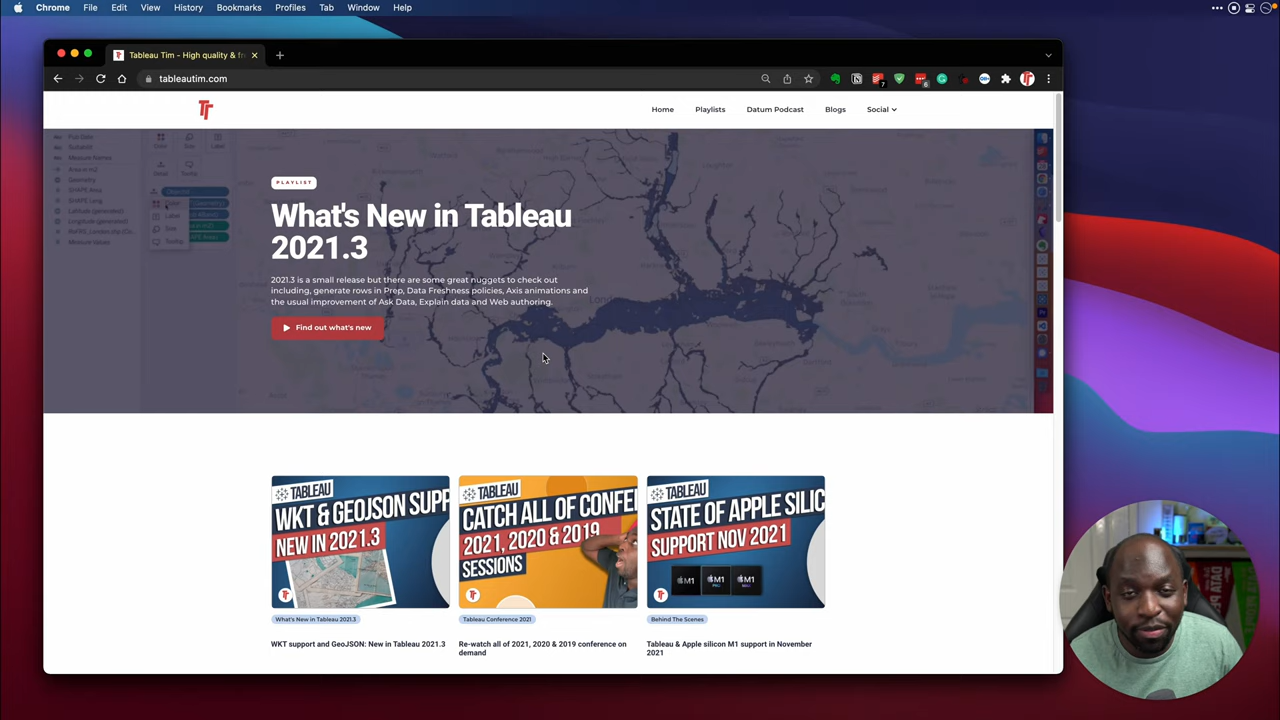 Chrome File Edit View History Bookmarks Profiles Tab Window Help
Tableau Tim - High quality & fr
tableautim.com
7
6
Home Playlists Datum Podcast Blogs Social
PLAYLIST
What's New in Tableau
2021.3
2021.3 is a small release but there are some great nuggets to check out
including, generate rows in Prep, Data Freshness policies, Axis animations and
the usual improvement of Ask Data, Explain data and Web authoring.
Find out what's new
TABLEAU
WKT & GEOJSON SUPP
NEW IN 2021.3
What's New in Tableau 2021.3
WKT support and GeoJSON: New in Tableau 2021.3
TABLEAU
CATCH ALL OF CONFE
2021, 2020 & 2019
SESSIONS
Tableau Conference 2021
Re-watch all of 2021, 2020 & 2019 conference on
demand
TABLEAU
STATE OF APPLE SILIC
SUPPORT NOV 2021
M1 M1 M1
Behind The Scenes
Tableau & Apple silicon M1 support in November
2021